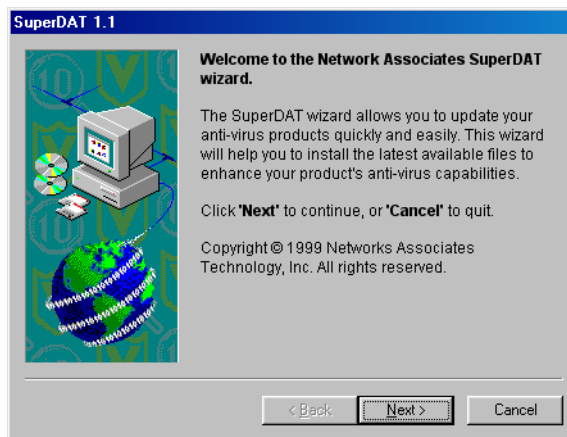 SuperDAT 1.1
Welcome to the Network Associates SuperDAT
wizard.
The SuperDAT wizard allows you to update your
anti-virus products quickly and easily. This wizard
will help you to install the latest available files to
enhance your product's anti-virus capabilities.
Click 'Next' to continue, or 'Cancel' to quit.
Copyright © 1999 Networks Associates
Technology, Inc. All rights reserved.
< Back
Next >
Cancel